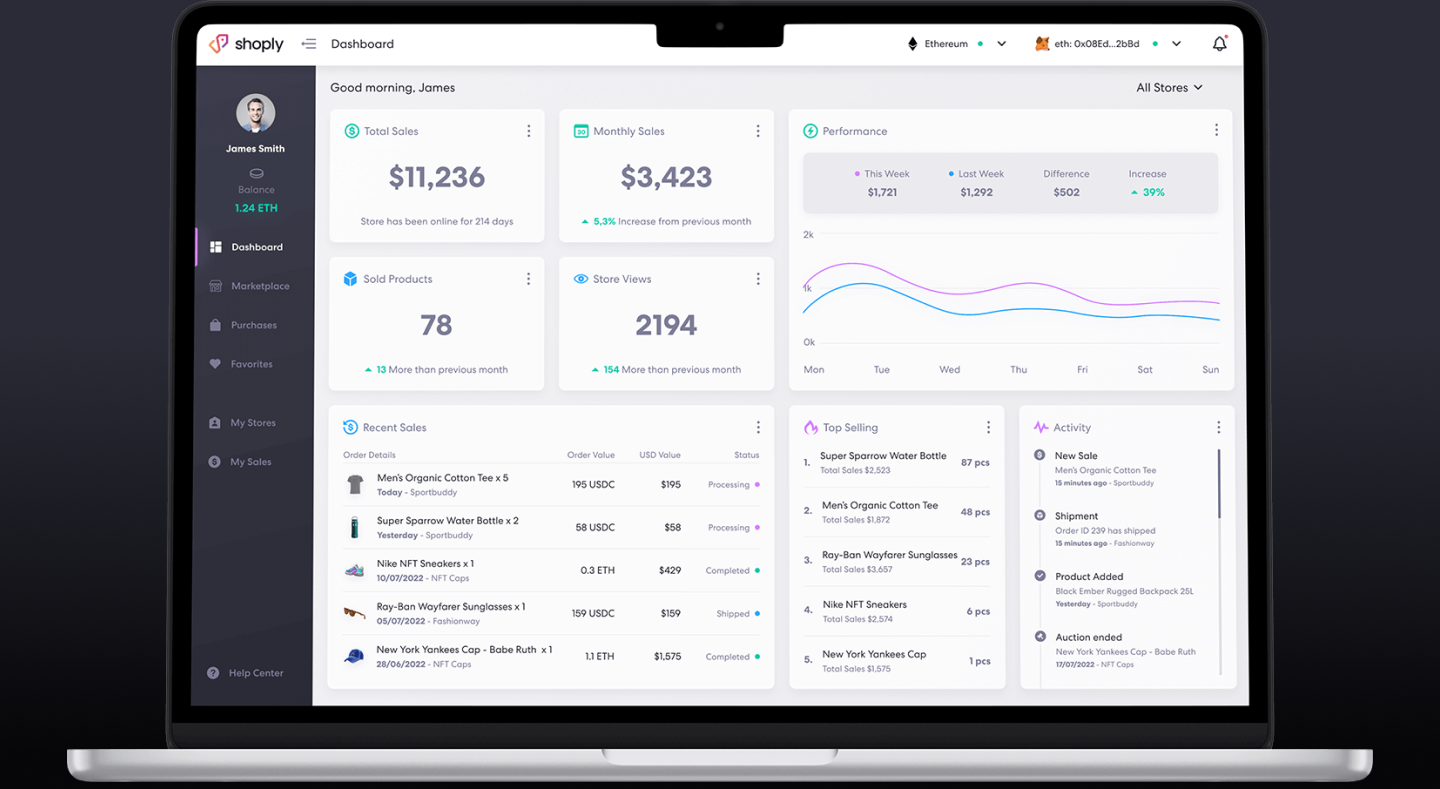 shoply
Dashboard
Ethereum
eth: 0x08Ed...2bBd
James Smith
Balance
1.24 ETH
Dashboard
Marketplace
Purchases
Favorites
My Stores
My Sales
Help Center
Good morning, James
All Stores
Total Sales
$11,236
Store has been online for 214 days
30
Monthly Sales
$3,423
5,3% Increase from previous month
Performance
This Week
$1,721
Last Week
$1,292
Difference
$502
Increase
39%
2k
1k
0k
Mon Tue Wed Thu Fri Sat Sun
Sold Products
78
13 More than previous month
Store Views
2194
154 More than previous month
Recent Sales
Order Details Order Value USD Value Status
Men's Organic Cotton Tee x 5
Today - Sportbuddy
195 USDC $195 Processing
Super Sparrow Water Bottle x 2
Yesterday - Sportbuddy
58 USDC $58 Processing
Nike NFT Sneakers x 1
10/07/2022 - NFT Caps
0.3 ETH $429 Completed
Ray-Ban Wayfarer Sunglasses x 1
05/07/2022 - Fashionway
159 USDC $159 Shipped
New York Yankees Cap - Babe Ruth x 1
28/06/2022 - NFT Caps
1.1 ETH $1,575 Completed
Top Selling
1. Super Sparrow Water Bottle 87 pcs
Total Sales $2,523
2. Men's Organic Cotton Tee 48 pcs
Total Sales $1,872
3. Ray-Ban Wayfarer Sunglasses 23 pcs
Total Sales $3,657
4. Nike NFT Sneakers 6 pcs
Total Sales $2,574
5. New York Yankees Cap 1 pcs
Total Sales $1,575
Activity
New Sale
Men's Organic Cotton Tee
15 minutes ago - Sportbuddy
Shipment
Order ID 239 has shipped
15 minutes ago - Fashionway
Product Added
Black Ember Rugged Backpack 25L
Yesterday - Sportbuddy
Auction ended
New York Yankees Cap - Babe Ruth
17/07/2022 - NFT Caps